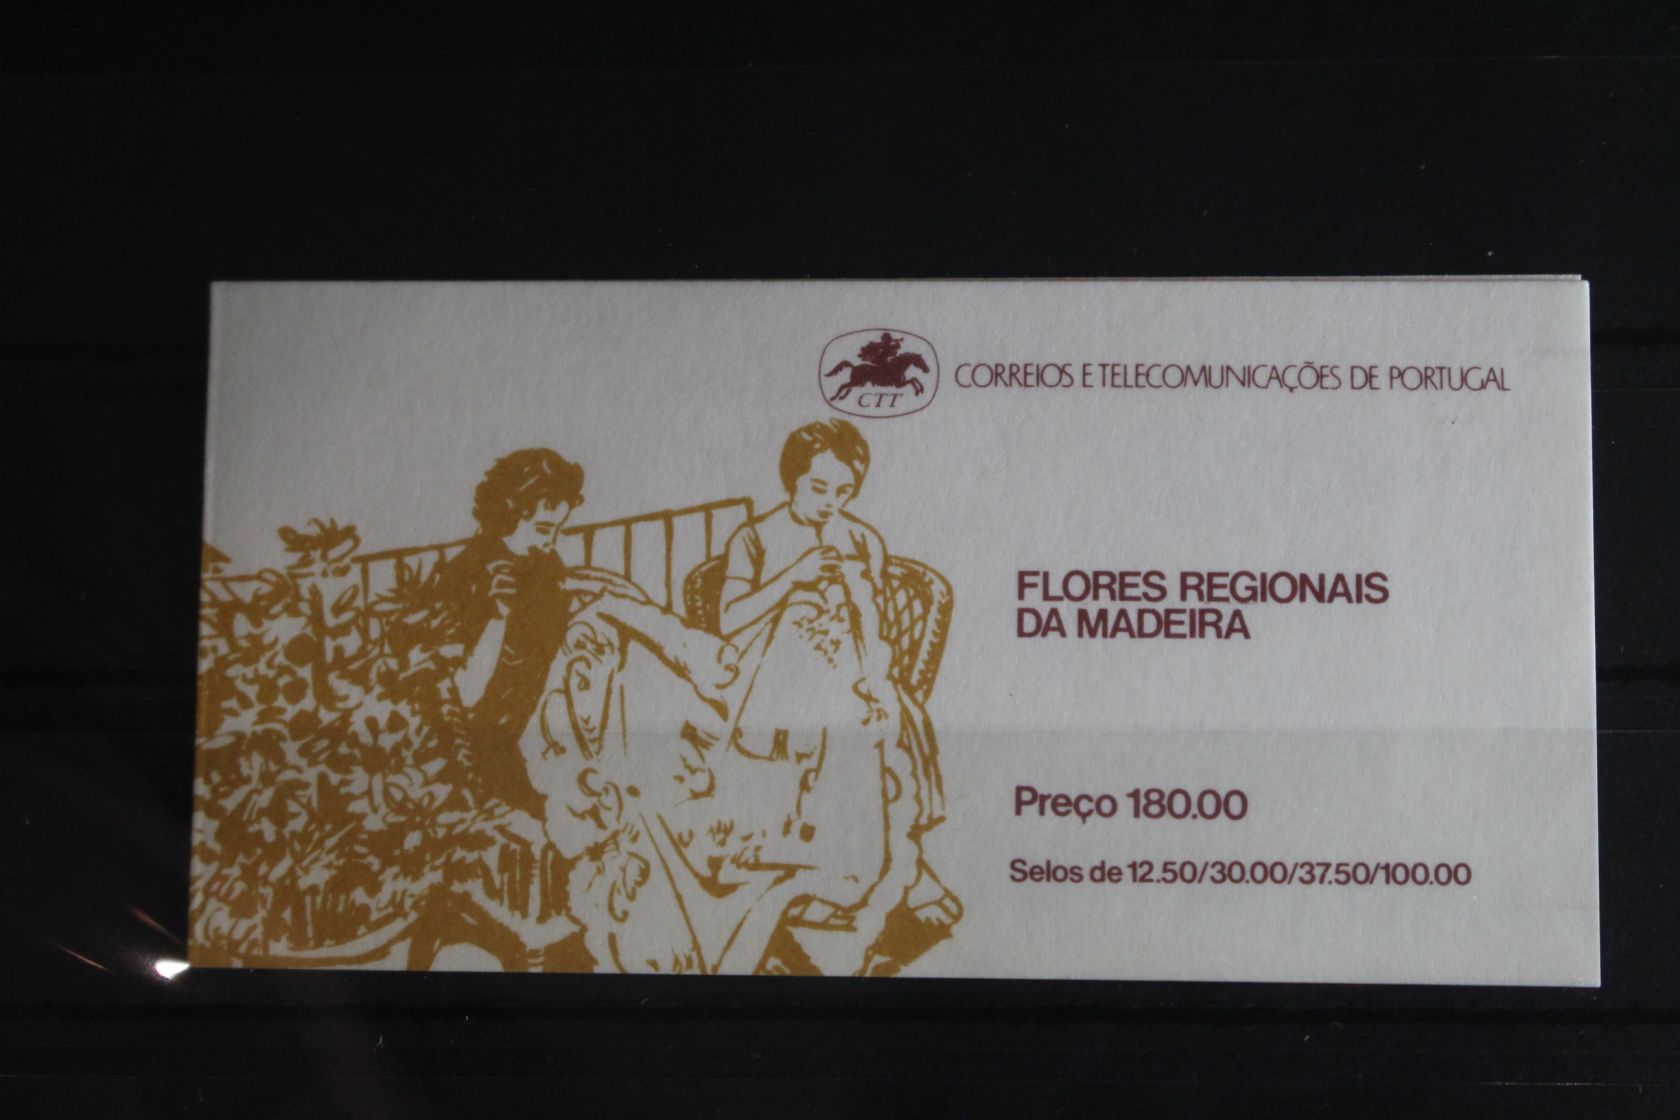 CTT
CORREIOS E TELECOMUNICAÇÕES DE PORTUGAL
FLORES REGIONAIS
DA MADEIRA
Preço 180.00
Selos de 12.50/30.00/37.50/100.00